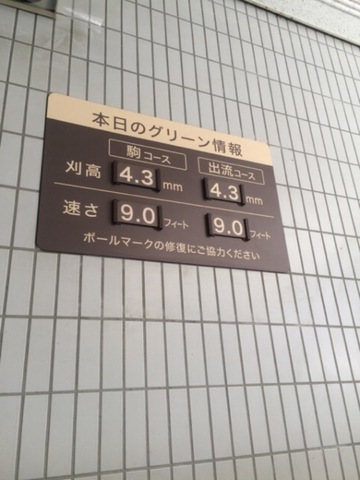 本日のグリーン情報
駒コース 出流コース
刈高 4.3 mm 4.3 mm
速さ 9.0 フィート 9.0 フィート
ボールマークの修復にご協力ください